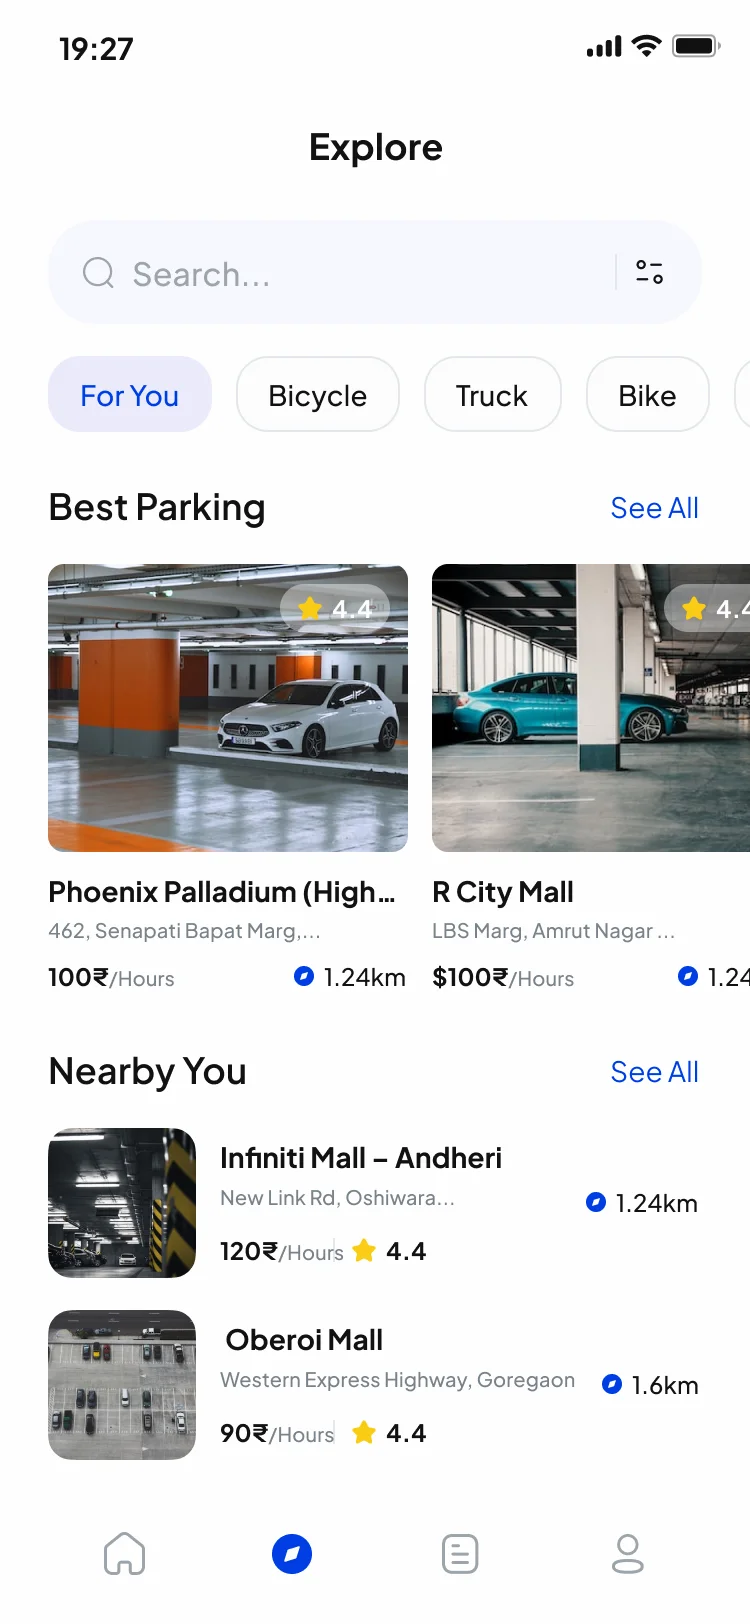 19:27
Explore
Search...
For You
Bicycle
Truck
Bike
Best Parking
See All
4.4
4.4
Phoenix Palladium (High...
462, Senapati Bapat Marg,...
100₹/Hours
1.24km
R City Mall
LBS Marg, Amrut Nagar ...
$100₹/Hours
1.24
Nearby You
See All
Infiniti Mall – Andheri
New Link Rd, Oshiwara...
120₹/Hours
4.4
1.24km
Oberoi Mall
Western Express Highway, Goregaon
90₹/Hours
4.4
1.6km